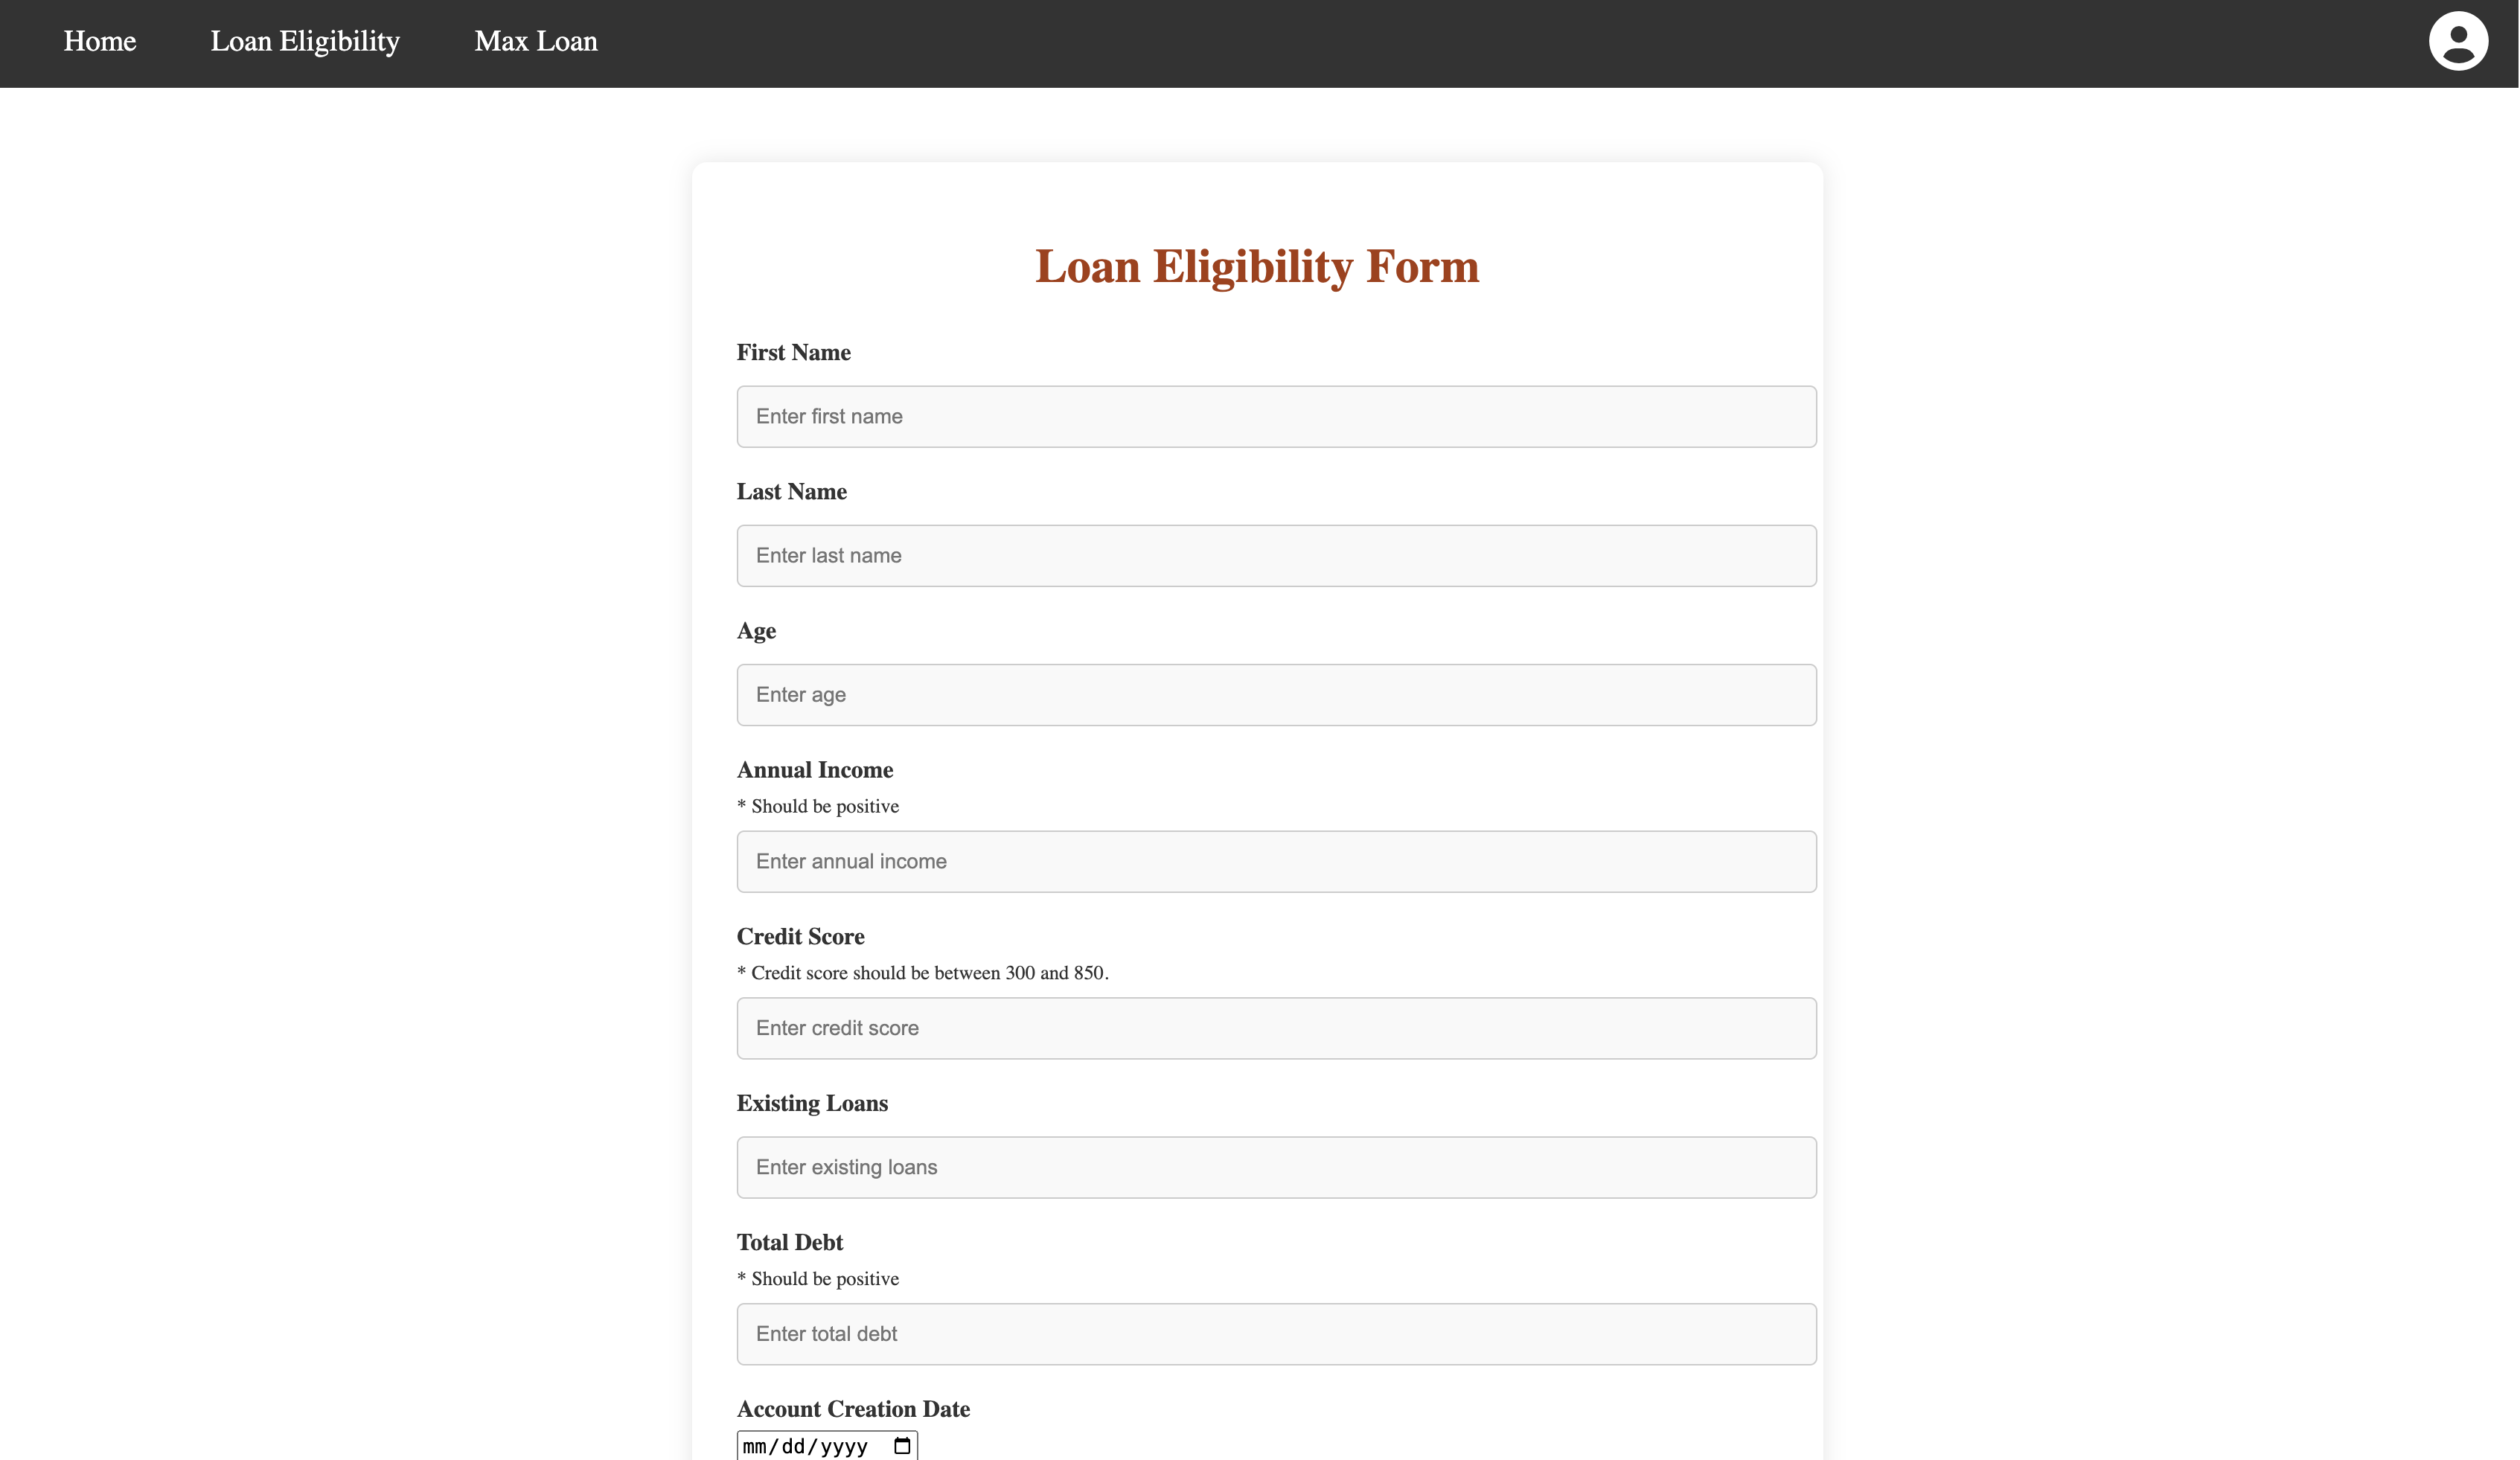 Home Loan Eligibility Max Loan
Loan Eligibility Form
First Name
Enter first name
Last Name
Enter last name
Age
Enter age
Annual Income
* Should be positive
Enter annual income
Credit Score
* Credit score should be between 300 and 850.
Enter credit score
Existing Loans
Enter existing loans
Total Debt
* Should be positive
Enter total debt
Account Creation Date
mm/dd/yyyy